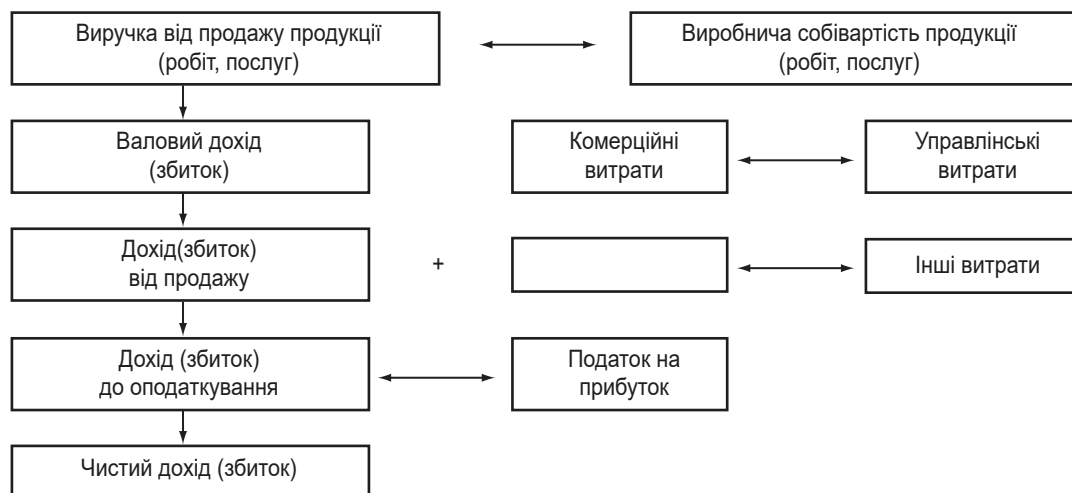 Виручка від продажу продукції
(робіт, послуг)
Виробнича собівартість продукції
(робіт, послуг)
Валовий дохід
(збиток)
Комерційні
витрати
Управлінські
витрати
Дохід(збиток)
від продажу
+
Інші витрати
Дохід (збиток)
до оподаткування
Податок на
прибуток
Чистий дохід (збиток)